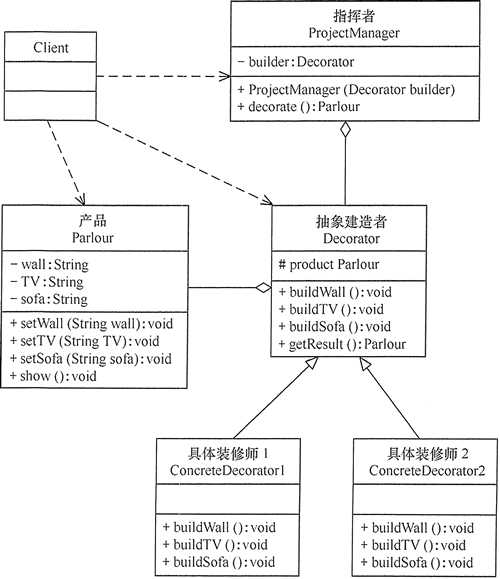 Client
指挥者
ProjectManager
- builder:Decorator
+ ProjectManager (Decorator builder)
+ decorate ():Parlour
产品
Parlour
- wall:String
- TV:String
- sofa:String
+ setWall (String wall):void
+ setTV (String TV):void
+ setSofa (String sofa):void
+ show ():void
抽象建造者
Decorator
# product Parlour
+ buildWall ():void
+ buildTV ():void
+ buildSofa ():void
+ getResult ():Parlour
具体装修师 1
ConcreteDecorator1
+ buildWall ():void
+ buildTV ():void
+ buildSofa ():void
具体装修师 2
ConcreteDecorator2
+ buildWall ():void
+ buildTV ():void
+ buildSofa ():void